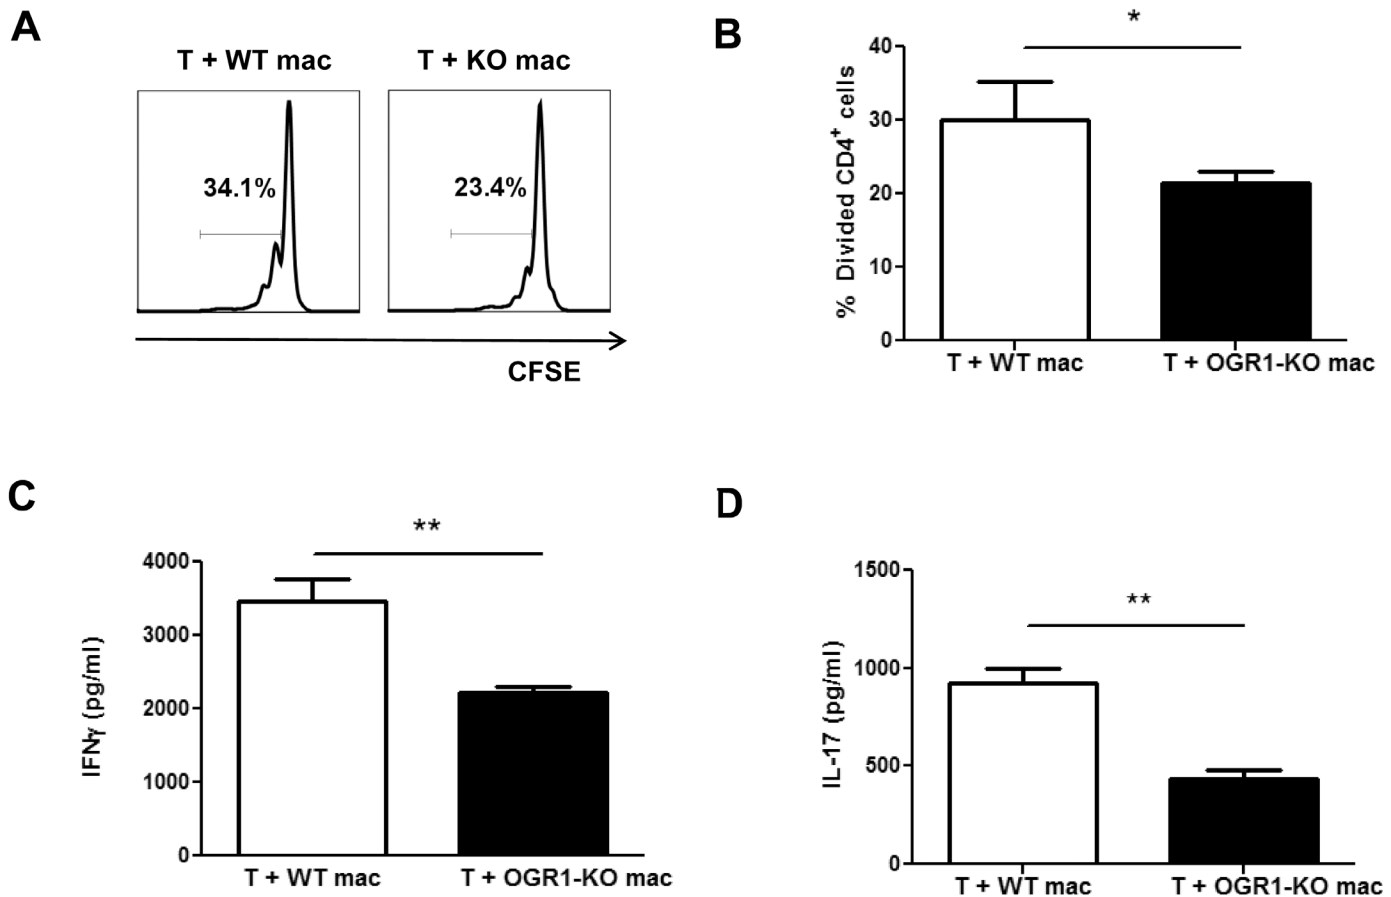 A
T + WT mac
T + KO mac
34.1%
23.4%
CFSE
B
*
% Divided CD4⁺ cells
40
30
20
10
0
T + WT mac
T + OGR1-KO mac
C
**
IFNγ (pg/ml)
4000
3000
2000
1000
0
T + WT mac
T + OGR1-KO mac
D
**
IL-17 (pg/ml)
1500
1000
500
0
T + WT mac
T + OGR1-KO mac